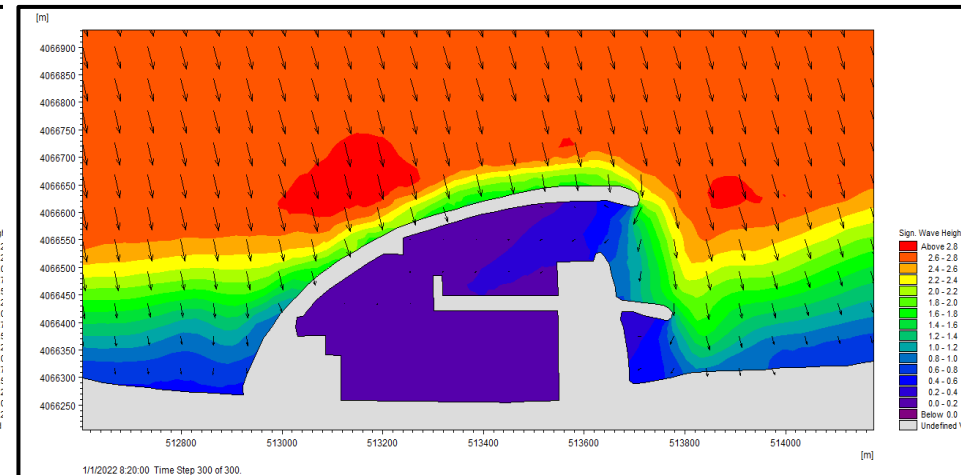 [m]
4066900
4066850
4066800
4066750
4066700
4066650
4066600
4066550
4066500
4066450
4066400
4066350
4066300
4066250
512800 513000 513200 513400 513600 513800 514000
[m]
Sign. Wave Height
Above 2.8
2.6 - 2.8
2.4 - 2.6
2.2 - 2.4
2.0 - 2.2
1.8 - 2.0
1.6 - 1.8
1.4 - 1.6
1.2 - 1.4
1.0 - 1.2
0.8 - 1.0
0.6 - 0.8
0.4 - 0.6
0.2 - 0.4
0.0 - 0.2
Below 0.0
Undefined V
1/1/2022 8:20:00 Time Step 300 of 300.